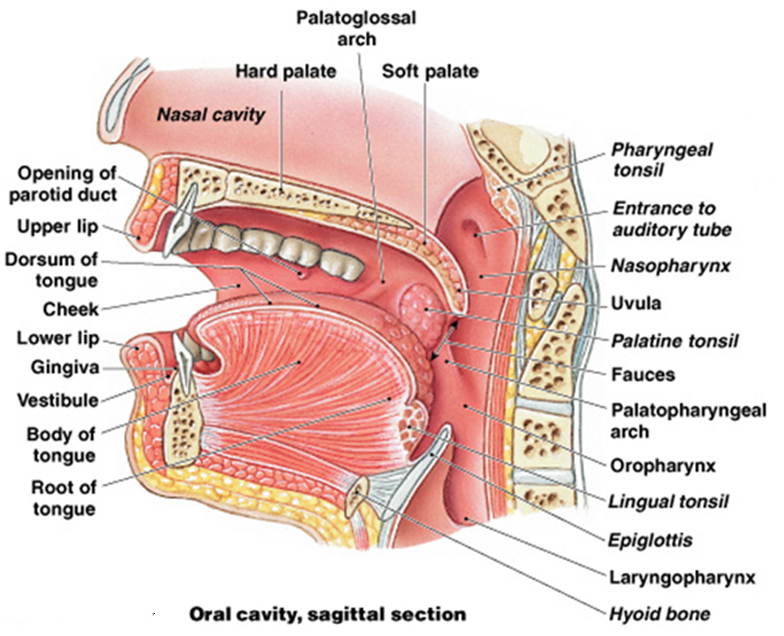 Palatoglossal
arch
Hard palate
Soft palate
Nasal cavity
Opening of
parotid duct
Upper lip
Dorsum of
tongue
Cheek
Lower lip
Gingiva
Vestibule
Body of
tongue
Root of
tongue
Pharyngeal
tonsil
Entrance to
auditory tube
Nasopharynx
Uvula
Palatine tonsil
Fauces
Palatopharyngeal
arch
Oropharynx
Lingual tonsil
Epiglottis
Laryngopharynx
Hyoid bone
Oral cavity, sagittal section